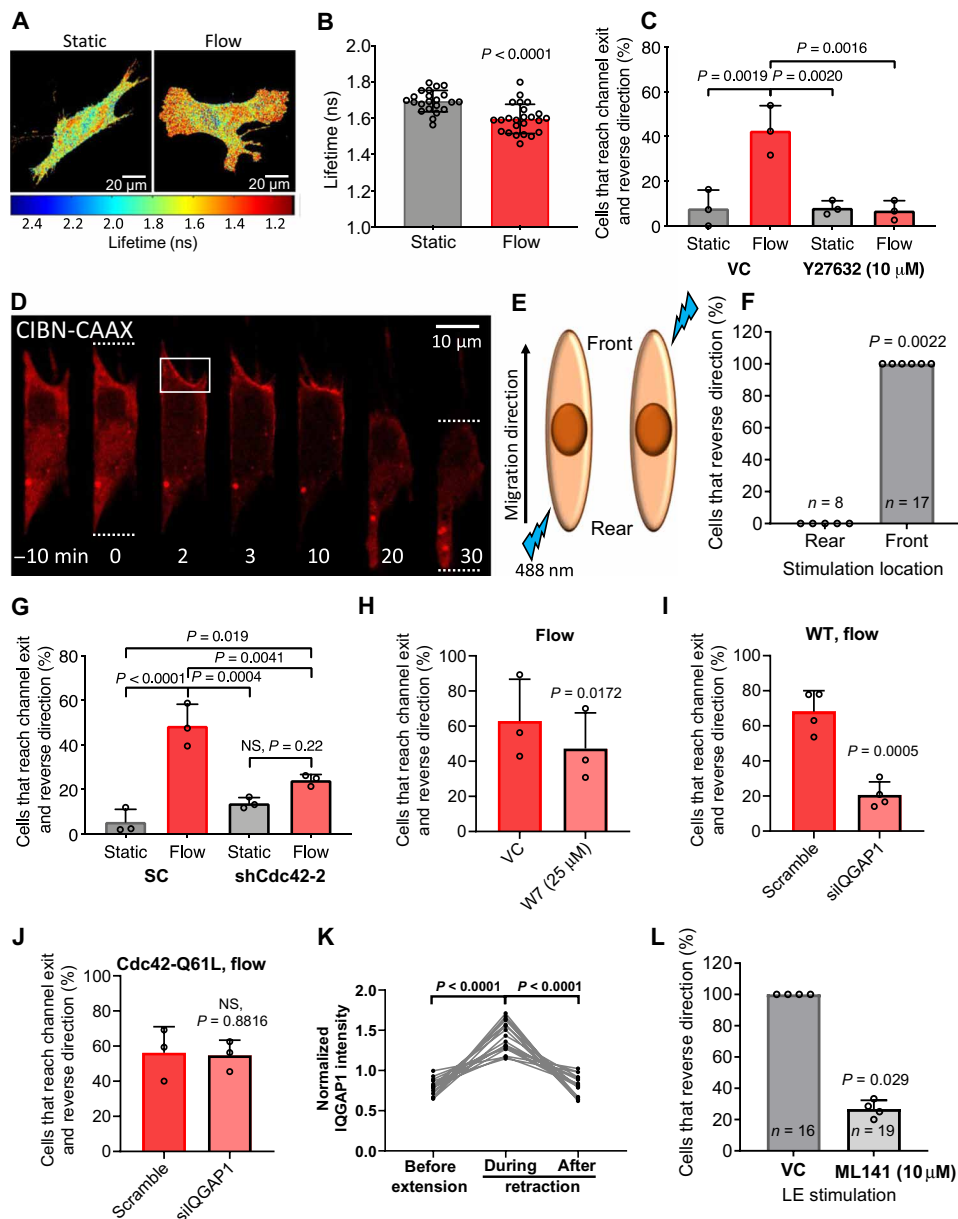 A
Static
Flow
20 μm
20 μm
2.4 2.2 2.0 1.8 1.6 1.4 1.2
Lifetime (ns)
B
Lifetime (ns)
2.0
1.8
1.6
1.4
1.2
1.0
P < 0.0001
Static
Flow
C
Cells that reach channel exit
and reverse direction (%)
80
60
40
20
0
P = 0.0016
P = 0.0019
P = 0.0020
Static
Flow
Static
Flow
VC
Y27632 (10 μM)
D
CIBN-CAAX
10 μm
−10 min 0 2 3 10 20 30
E
Migration direction
Front
Rear
488 nm
F
Cells that reverse direction (%)
120
100
80
60
40
20
0
P = 0.0022
n = 8
n = 17
Rear
Front
Stimulation location
G
Cells that reach channel exit
and reverse direction (%)
80
60
40
20
0
P = 0.019
P = 0.0041
P < 0.0001
P = 0.0004
NS, P = 0.22
Static
Flow
Static
Flow
SC
shCdc42-2
H
Flow
Cells that reach channel exit
and reverse direction (%)
100
80
60
40
20
0
P = 0.0172
VC
W7 (25 μM)
I
WT, flow
Cells that reach channel exit
and reverse direction (%)
100
80
60
40
20
0
P = 0.0005
Scramble
siIQGAP1
J
Cdc42-Q61L, flow
Cells that reach channel exit
and reverse direction (%)
100
80
60
40
20
0
NS,
P = 0.8816
Scramble
siIQGAP1
K
Normalized
IQGAP1 intensity
2.0
1.5
1.0
0.5
0.0
P < 0.0001
P < 0.0001
Before
extension
During
After
retraction
L
Cells that reverse direction (%)
120
100
80
60
40
20
0
P = 0.029
n = 16
n = 19
VC
ML141 (10 μM)
LE stimulation